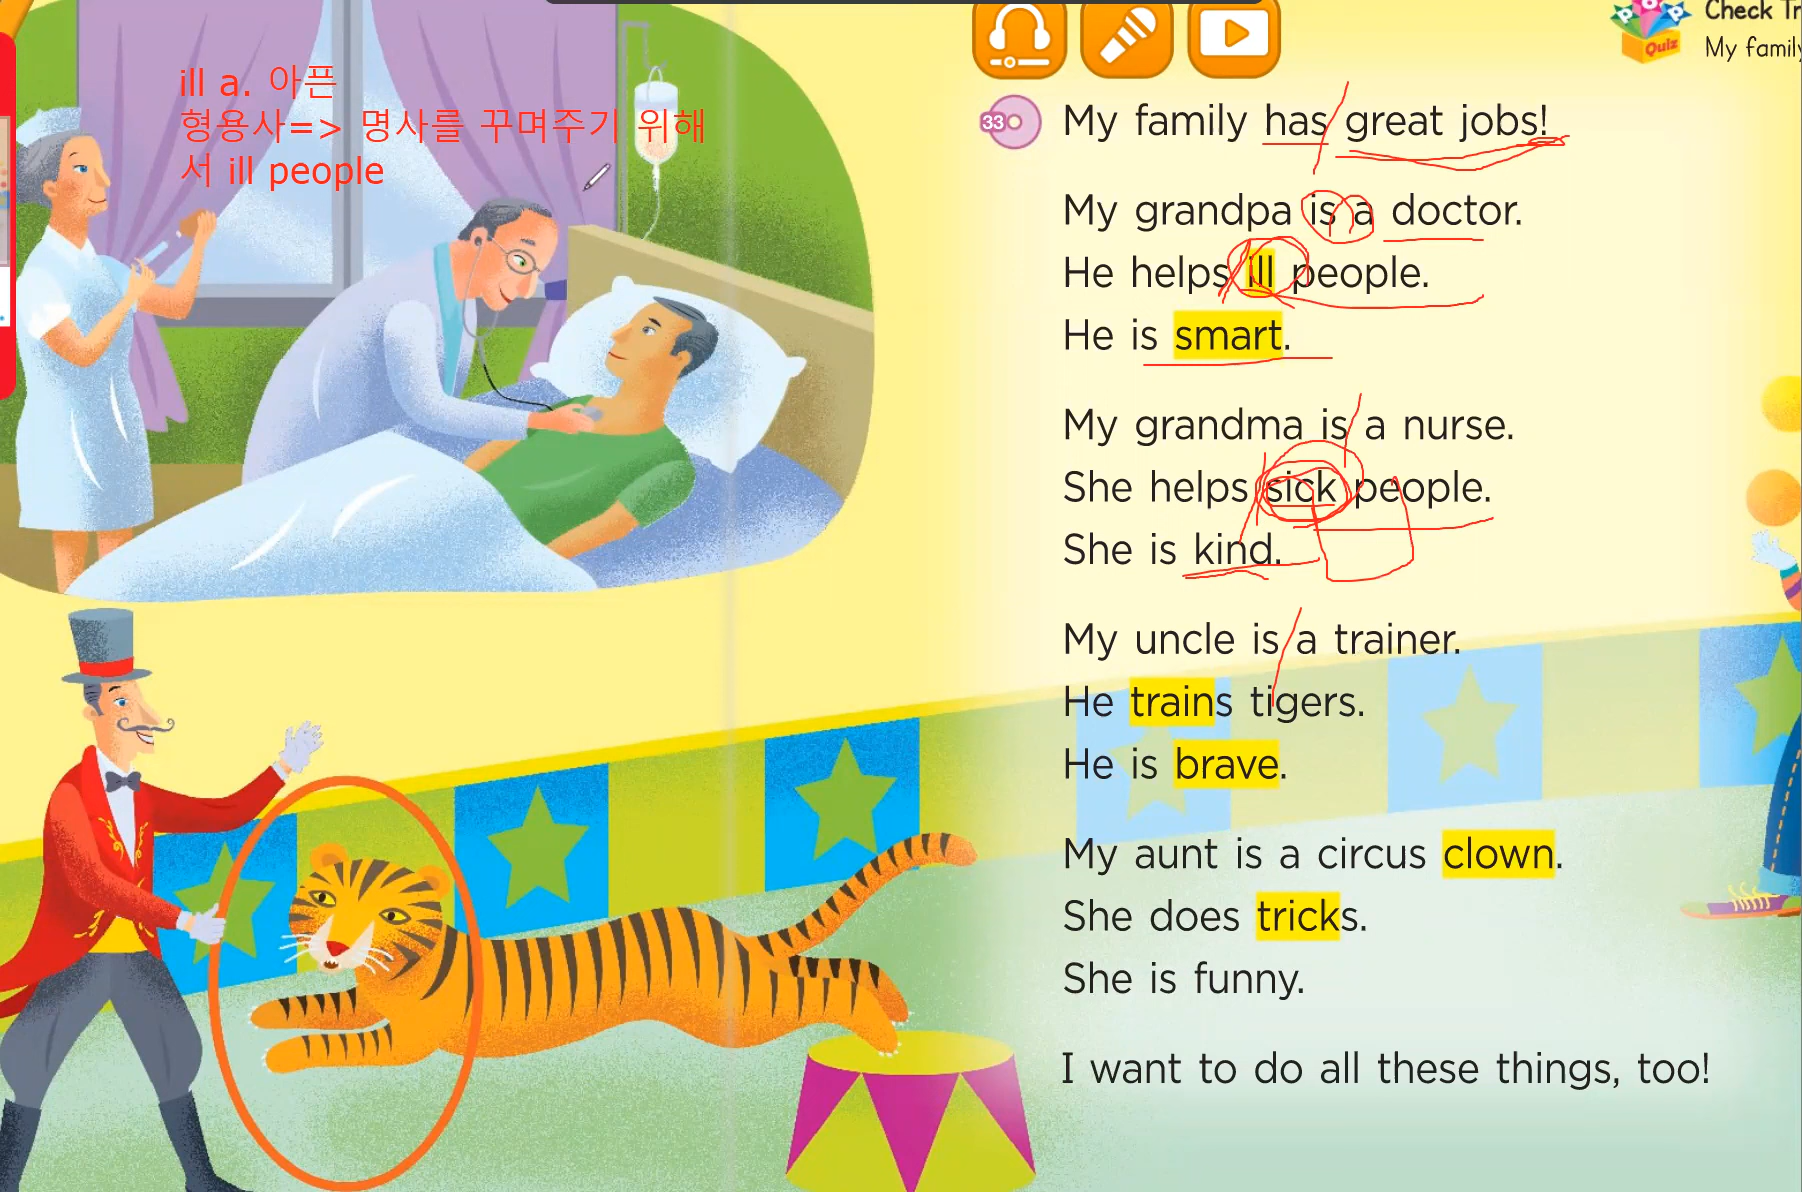 ill a. 아픈
형용사=> 명사를 꾸며주기 위해
서 ill people
POP
Quiz
Check Tr
My family
33
My family has great jobs!
My grandpa is a doctor.
He helps ill people.
He is smart.
My grandma is a nurse.
She helps sick people.
She is kind.
My uncle is a trainer.
He trains tigers.
He is brave.
My aunt is a circus clown.
She does tricks.
She is funny.
I want to do all these things, too!